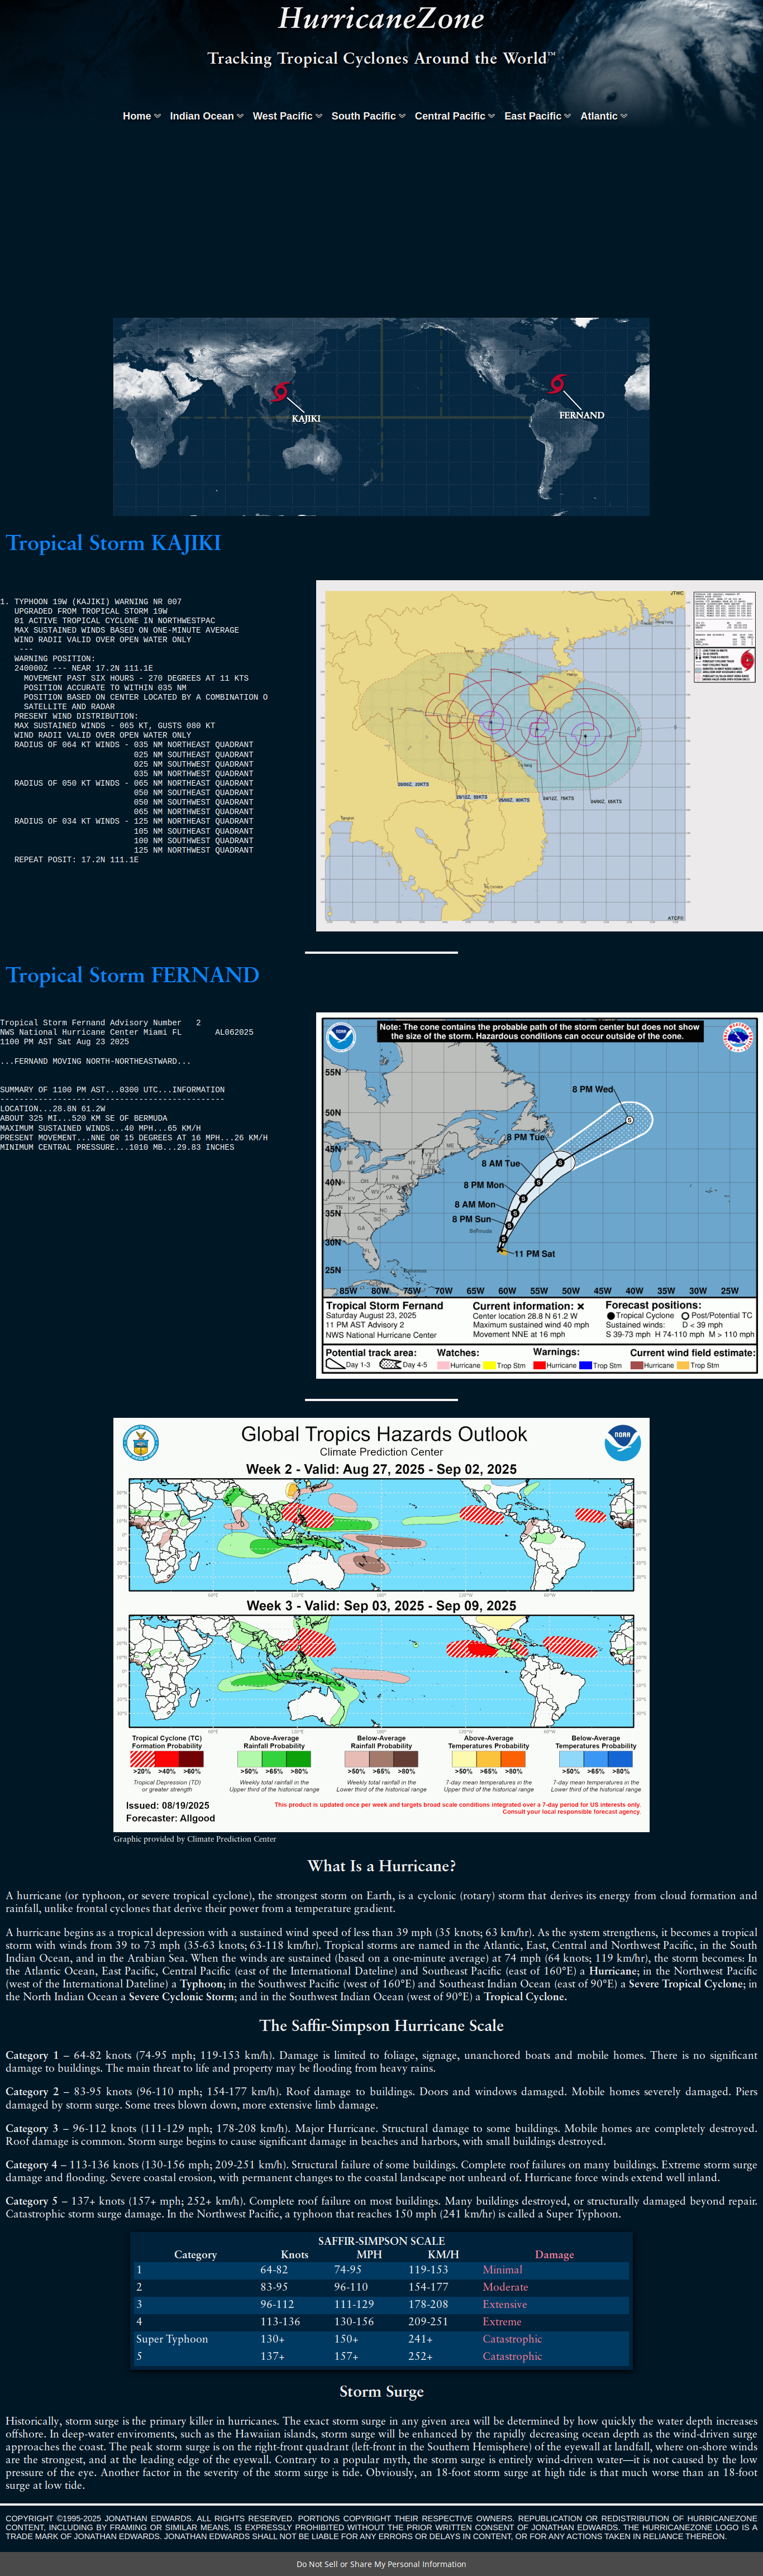 HurricaneZone
Tracking Tropical Cyclones Around the World™
Home Indian Ocean West Pacific South Pacific Central Pacific East Pacific Atlantic
KAJIKI
FERNAND
Tropical Storm KAJIKI
1. TYPHOON 19W (KAJIKI) WARNING NR 007
UPGRADED FROM TROPICAL STORM 19W
01 ACTIVE TROPICAL CYCLONE IN NORTHWESTPAC
MAX SUSTAINED WINDS BASED ON ONE-MINUTE AVERAGE
WIND RADII VALID OVER OPEN WATER ONLY
---
WARNING POSITION:
240000Z --- NEAR 17.2N 111.1E
MOVEMENT PAST SIX HOURS - 270 DEGREES AT 11 KTS
POSITION ACCURATE TO WITHIN 035 NM
POSITION BASED ON CENTER LOCATED BY A COMBINATION O
SATELLITE AND RADAR
PRESENT WIND DISTRIBUTION:
MAX SUSTAINED WINDS - 065 KT, GUSTS 080 KT
WIND RADII VALID OVER OPEN WATER ONLY
RADIUS OF 064 KT WINDS - 035 NM NORTHEAST QUADRANT
025 NM SOUTHEAST QUADRANT
025 NM SOUTHWEST QUADRANT
035 NM NORTHWEST QUADRANT
RADIUS OF 050 KT WINDS - 065 NM NORTHEAST QUADRANT
050 NM SOUTHEAST QUADRANT
050 NM SOUTHWEST QUADRANT
065 NM NORTHWEST QUADRANT
RADIUS OF 034 KT WINDS - 125 NM NORTHEAST QUADRANT
105 NM SOUTHEAST QUADRANT
100 NM SOUTHWEST QUADRANT
125 NM NORTHWEST QUADRANT
REPEAT POSIT: 17.2N 111.1E
JTWC
ATCF®
Tropical Storm FERNAND
Tropical Storm Fernand Advisory Number 2
NWS National Hurricane Center Miami FL AL062025
1100 PM AST Sat Aug 23 2025
...FERNAND MOVING NORTH-NORTHEASTWARD...
SUMMARY OF 1100 PM AST...0300 UTC...INFORMATION
-----------------------------------------------
LOCATION...28.8N 61.2W
ABOUT 325 MI...520 KM SE OF BERMUDA
MAXIMUM SUSTAINED WINDS...40 MPH...65 KM/H
PRESENT MOVEMENT...NNE OR 15 DEGREES AT 16 MPH...26 KM/H
MINIMUM CENTRAL PRESSURE...1010 MB...29.83 INCHES
Note: The cone contains the probable path of the storm center but does not show
the size of the storm. Hazardous conditions can occur outside of the cone.
55N
50N
45N
40N
35N
30N
25N
8 PM Wed
8 PM Tue
8 AM Tue
8 PM Mon
8 AM Mon
8 PM Sun
11 PM Sat
Bermuda
85W 80W 75W 70W 65W 60W 55W 50W 45W 40W 35W 30W 25W
Tropical Storm Fernand
Saturday August 23, 2025
11 PM AST Advisory 2
NWS National Hurricane Center
Current information: ×
Center location 28.8 N 61.2 W
Maximum sustained wind 40 mph
Movement NNE at 16 mph
Forecast positions:
Tropical Cyclone Post/Potential TC
Sustained winds: D < 39 mph
S 39-73 mph H 74-110 mph M > 110 mph
Potential track area: Watches: Warnings: Current wind field estimate:
Day 1-3 Day 4-5 Hurricane Trop Stm Hurricane Trop Stm Hurricane Trop Stm
Global Tropics Hazards Outlook
Climate Prediction Center
NOAA
Week 2 - Valid: Aug 27, 2025 - Sep 02, 2025
Week 3 - Valid: Sep 03, 2025 - Sep 09, 2025
Tropical Cyclone (TC) Formation Probability
>20% >40% >60%
Tropical Depression (TD) or greater strength
Above-Average Rainfall Probability
>50% >65% >80%
Weekly total rainfall in the Upper third of the historical range
Below-Average Rainfall Probability
>50% >65% >80%
Weekly total rainfall in the Lower third of the historical range
Above-Average Temperatures Probability
>50% >65% >80%
7-day mean temperatures in the Upper third of the historical range
Below-Average Temperatures Probability
>50% >65% >80%
7-day mean temperatures in the Lower third of the historical range
Issued: 08/19/2025
Forecaster: Allgood
This product is updated once per week and targets broad scale conditions integrated over a 7-day period for US interests only.
Consult your local responsible forecast agency.
Graphic provided by Climate Prediction Center
What Is a Hurricane?
A hurricane (or typhoon, or severe tropical cyclone), the strongest storm on Earth, is a cyclonic (rotary) storm that derives its energy from cloud formation and
rainfall, unlike frontal cyclones that derive their power from a temperature gradient.
A hurricane begins as a tropical depression with a sustained wind speed of less than 39 mph (35 knots; 63 km/hr). As the system strengthens, it becomes a tropical
storm with winds from 39 to 73 mph (35-63 knots; 63-118 km/hr). Tropical storms are named in the Atlantic, East, Central and Northwest Pacific, in the South
Indian Ocean, and in the Arabian Sea. When the winds are sustained (based on a one-minute average) at 74 mph (64 knots; 119 km/hr), the storm becomes: In
the Atlantic Ocean, East Pacific, Central Pacific (east of the International Dateline) and Southeast Pacific (east of 160°E) a Hurricane; in the Northwest Pacific
(west of the International Dateline) a Typhoon; in the Southwest Pacific (west of 160°E) and Southeast Indian Ocean (east of 90°E) a Severe Tropical Cyclone; in
the North Indian Ocean a Severe Cyclonic Storm; and in the Southwest Indian Ocean (west of 90°E) a Tropical Cyclone.
The Saffir-Simpson Hurricane Scale
Category 1 – 64-82 knots (74-95 mph; 119-153 km/h). Damage is limited to foliage, signage, unanchored boats and mobile homes. There is no significant
damage to buildings. The main threat to life and property may be flooding from heavy rains.
Category 2 – 83-95 knots (96-110 mph; 154-177 km/h). Roof damage to buildings. Doors and windows damaged. Mobile homes severely damaged. Piers
damaged by storm surge. Some trees blown down, more extensive limb damage.
Category 3 – 96-112 knots (111-129 mph; 178-208 km/h). Major Hurricane. Structural damage to some buildings. Mobile homes are completely destroyed.
Roof damage is common. Storm surge begins to cause significant damage in beaches and harbors, with small buildings destroyed.
Category 4 – 113-136 knots (130-156 mph; 209-251 km/h). Structural failure of some buildings. Complete roof failures on many buildings. Extreme storm surge
damage and flooding. Severe coastal erosion, with permanent changes to the coastal landscape not unheard of. Hurricane force winds extend well inland.
Category 5 – 137+ knots (157+ mph; 252+ km/h). Complete roof failure on most buildings. Many buildings destroyed, or structurally damaged beyond repair.
Catastrophic storm surge damage. In the Northwest Pacific, a typhoon that reaches 150 mph (241 km/hr) is called a Super Typhoon.
SAFFIR-SIMPSON SCALE
Category Knots MPH KM/H Damage
1 64-82 74-95 119-153 Minimal
2 83-95 96-110 154-177 Moderate
3 96-112 111-129 178-208 Extensive
4 113-136 130-156 209-251 Extreme
Super Typhoon 130+ 150+ 241+ Catastrophic
5 137+ 157+ 252+ Catastrophic
Storm Surge
Historically, storm surge is the primary killer in hurricanes. The exact storm surge in any given area will be determined by how quickly the water depth increases
offshore. In deep-water enviroments, such as the Hawaiian islands, storm surge will be enhanced by the rapidly decreasing ocean depth as the wind-driven surge
approaches the coast. The peak storm surge is on the right-front quadrant (left-front in the Southern Hemisphere) of the eyewall at landfall, where on-shore winds
are the strongest, and at the leading edge of the eyewall. Contrary to a popular myth, the storm surge is entirely wind-driven water—it is not caused by the low
pressure of the eye. Another factor in the severity of the storm surge is tide. Obviously, an 18-foot storm surge at high tide is that much worse than an 18-foot
surge at low tide.
COPYRIGHT ©1995-2025 JONATHAN EDWARDS. ALL RIGHTS RESERVED. PORTIONS COPYRIGHT THEIR RESPECTIVE OWNERS. REPUBLICATION OR REDISTRIBUTION OF HURRICANEZONE
CONTENT, INCLUDING BY FRAMING OR SIMILAR MEANS, IS EXPRESSLY PROHIBITED WITHOUT THE PRIOR WRITTEN CONSENT OF JONATHAN EDWARDS. THE HURRICANEZONE LOGO IS A
TRADE MARK OF JONATHAN EDWARDS. JONATHAN EDWARDS SHALL NOT BE LIABLE FOR ANY ERRORS OR DELAYS IN CONTENT, OR FOR ANY ACTIONS TAKEN IN RELIANCE THEREON.
Do Not Sell or Share My Personal Information